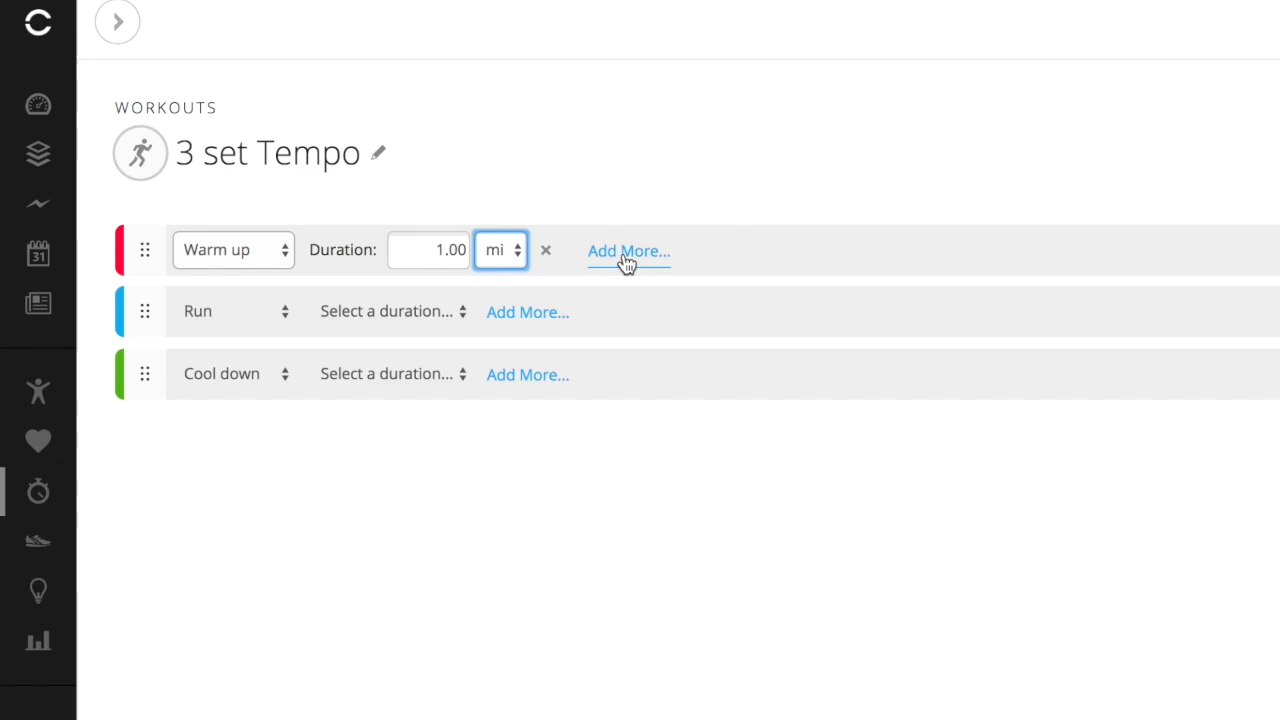 WORKOUTS
3 set Tempo
Warm up Duration: 1.00 mi Add More...
Run Select a duration... Add More...
Cool down Select a duration... Add More...
31